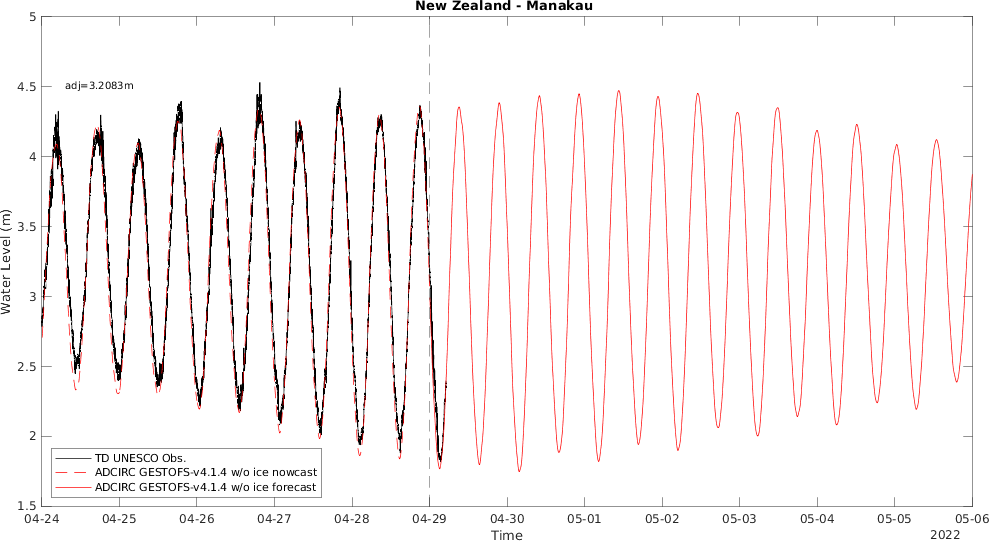 New Zealand - Manakau
5
4.5
4
3.5
3
2.5
2
1.5
Water Level (m)
adj=3.2083m
TD UNESCO Obs.
ADCIRC GESTOFS-v4.1.4 w/o ice nowcast
ADCIRC GESTOFS-v4.1.4 w/o ice forecast
04-24 04-25 04-26 04-27 04-28 04-29 04-30 05-01 05-02 05-03 05-04 05-05 05-06
Time
2022